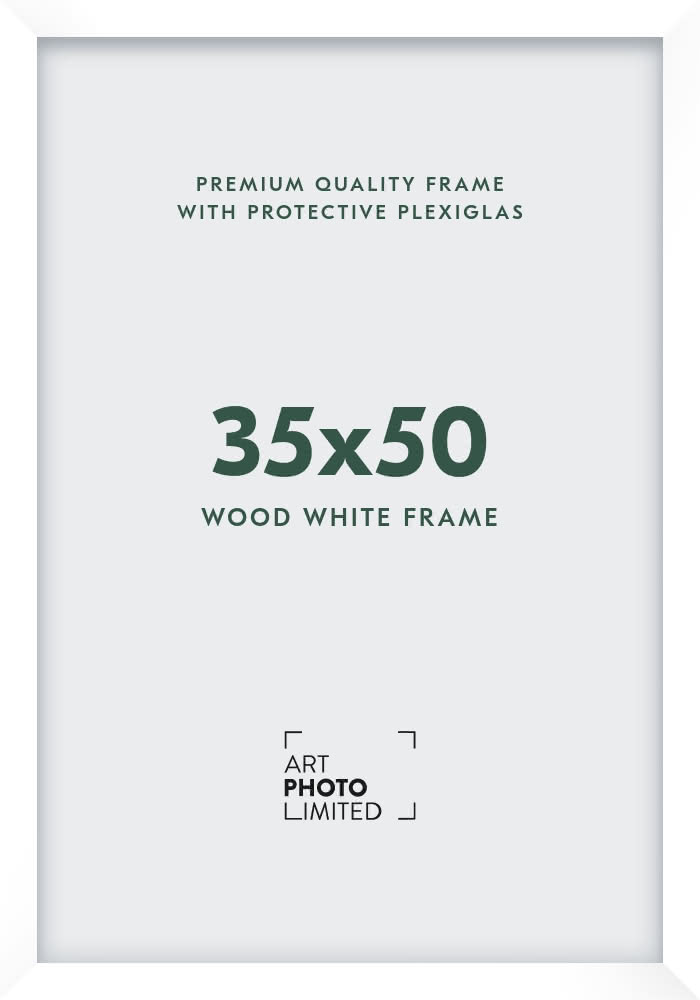 PREMIUM QUALITY FRAME
WITH PROTECTIVE PLEXIGLAS
35x50
WOOD WHITE FRAME
ART
PHOTO
LIMITED